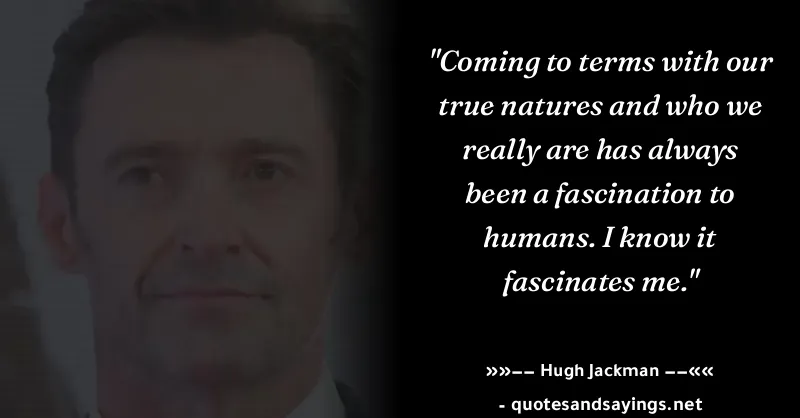 "Coming to terms with our
true natures and who we
really are has always
been a fascination to
humans. I know it
fascinates me."
»»–– Hugh Jackman ––««
- quotesandsayings.net